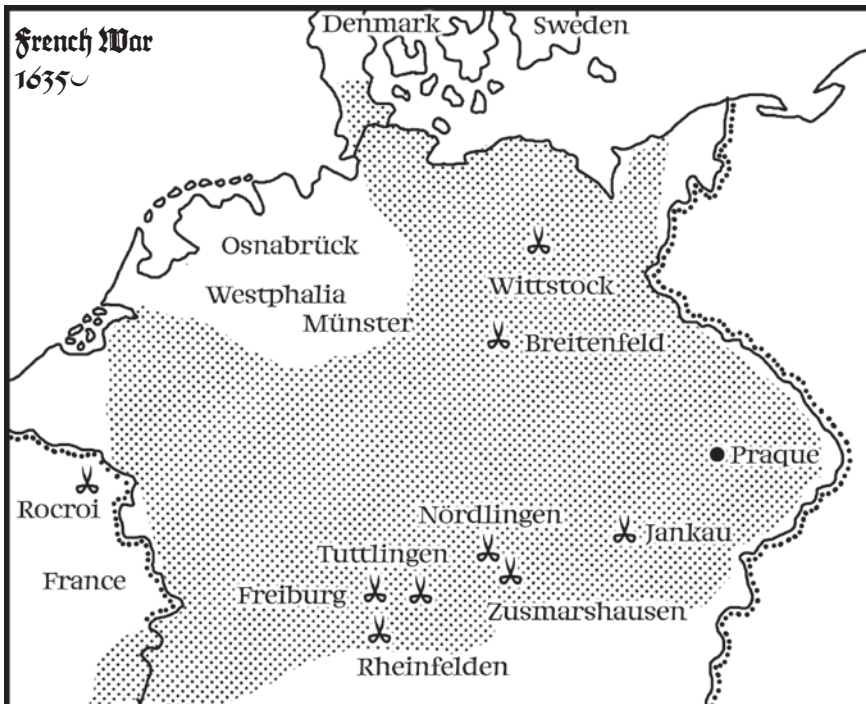 French War
1635
Denmark
Sweden
Osnabrück
Westphalia
Münster
Wittstock
Breitenfeld
Praque
Rocroi
Nördlingen
Jankau
Tuttlingen
France
Freiburg
Zusmarshausen
Rheinfelden